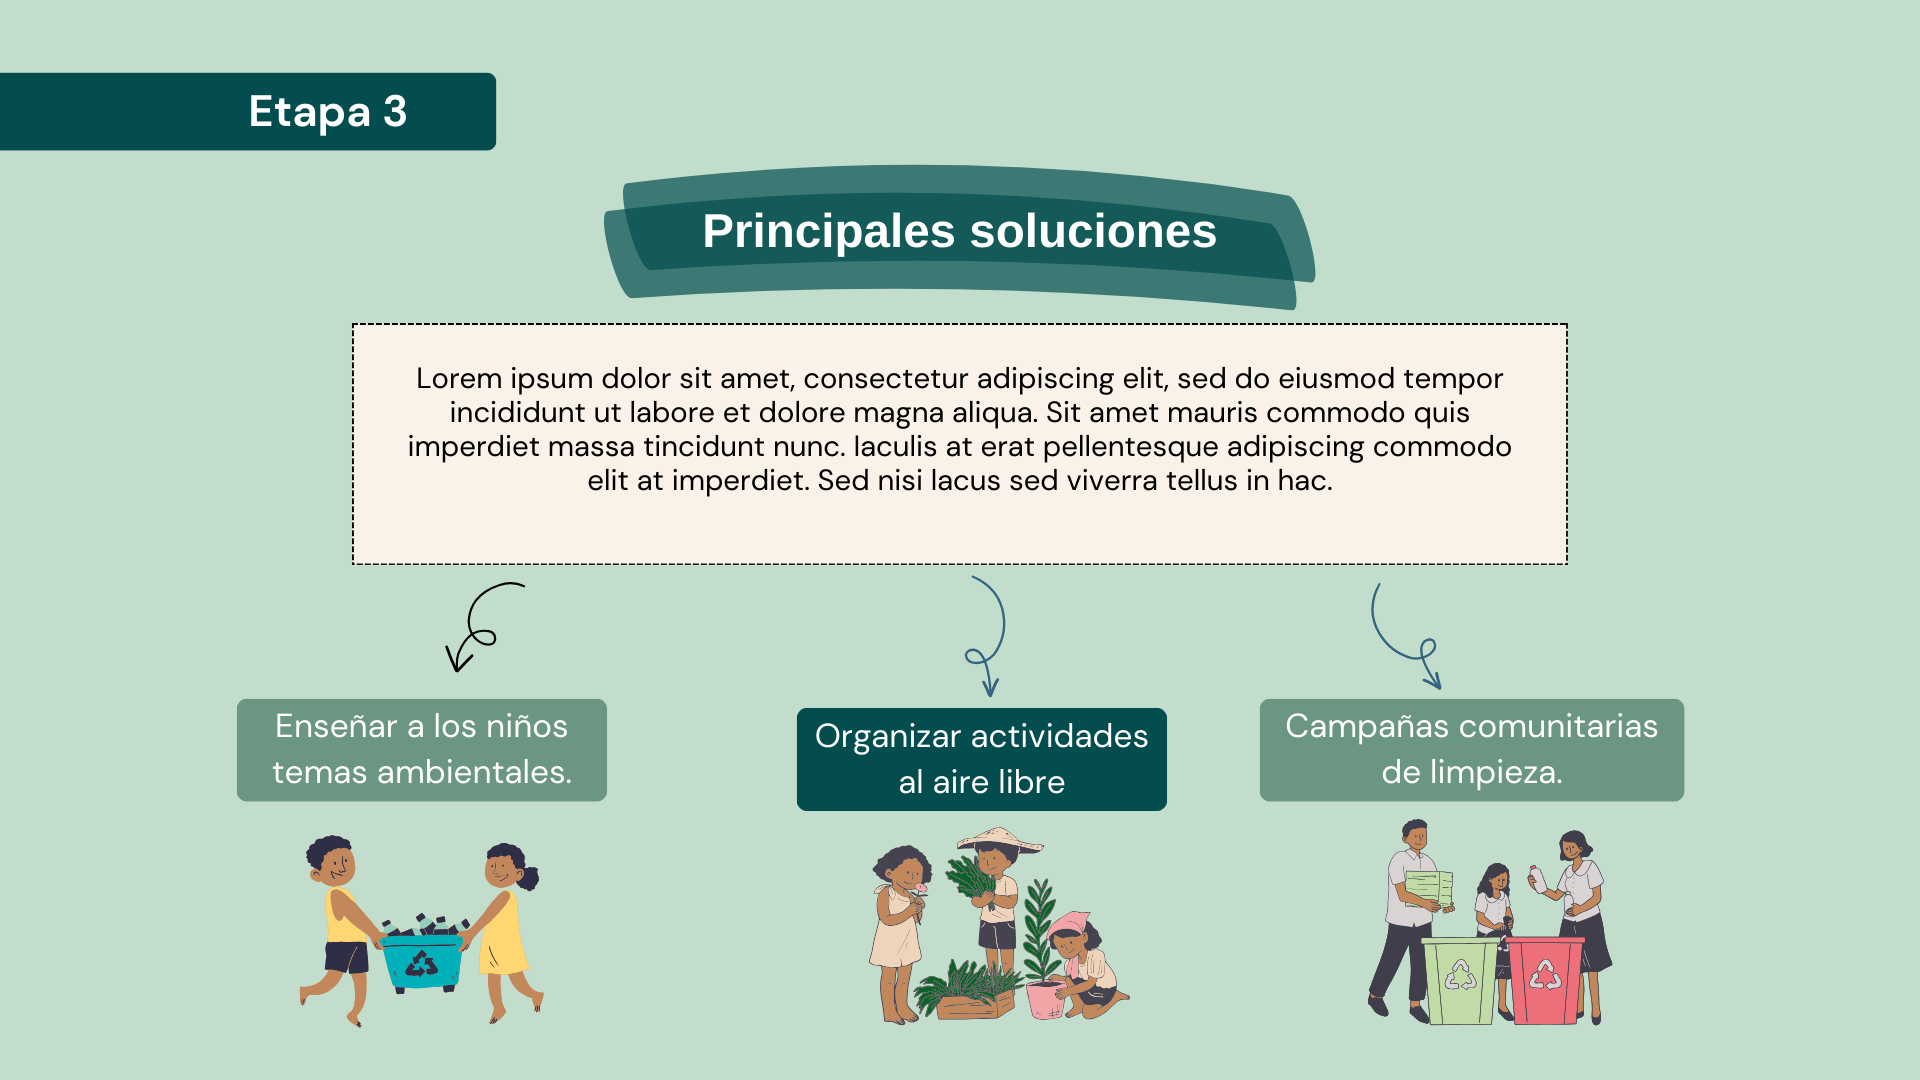 Etapa 3
Principales soluciones
Lorem ipsum dolor sit amet, consectetur adipiscing elit, sed do eiusmod tempor
incididunt ut labore et dolore magna aliqua. Sit amet mauris commodo quis
imperdiet massa tincidunt nunc. Iaculis at erat pellentesque adipiscing commodo
elit at imperdiet. Sed nisi lacus sed viverra tellus in hac.
Enseñar a los niños
temas ambientales.
Organizar actividades
al aire libre
Campañas comunitarias
de limpieza.